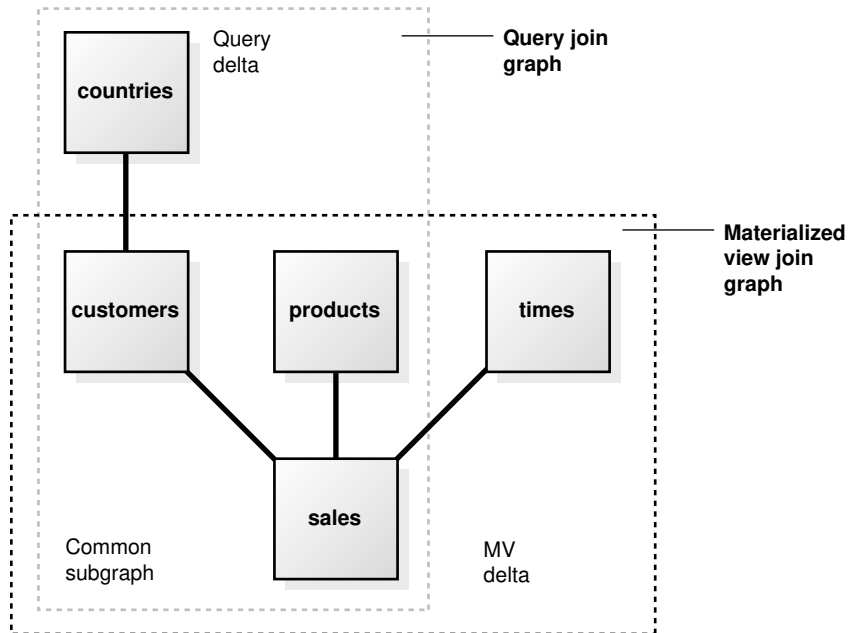 Query
delta
Query join
graph
countries
Materialized
view join
graph
customers
products
times
sales
Common
subgraph
MV
delta